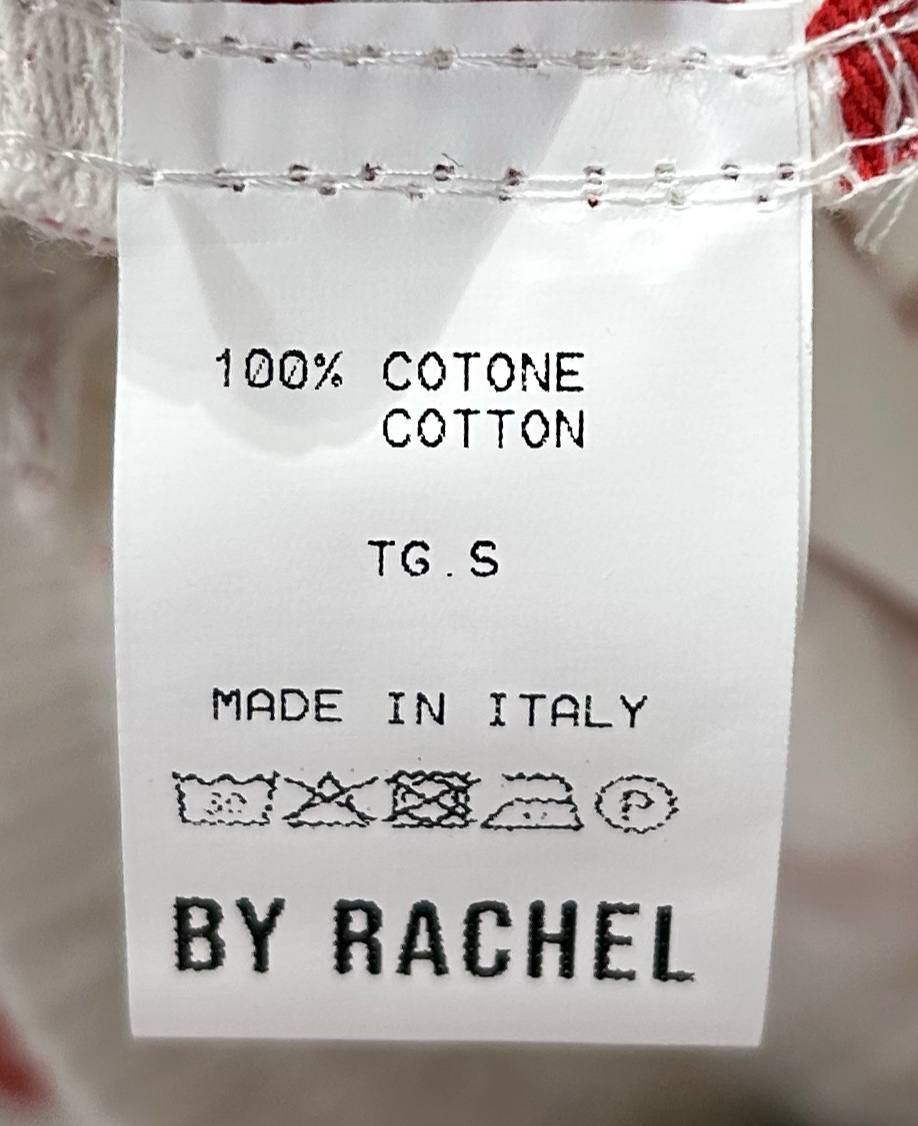 100% COTONE
COTTON
TG.S
MADE IN ITALY
30 P
BY RACHEL